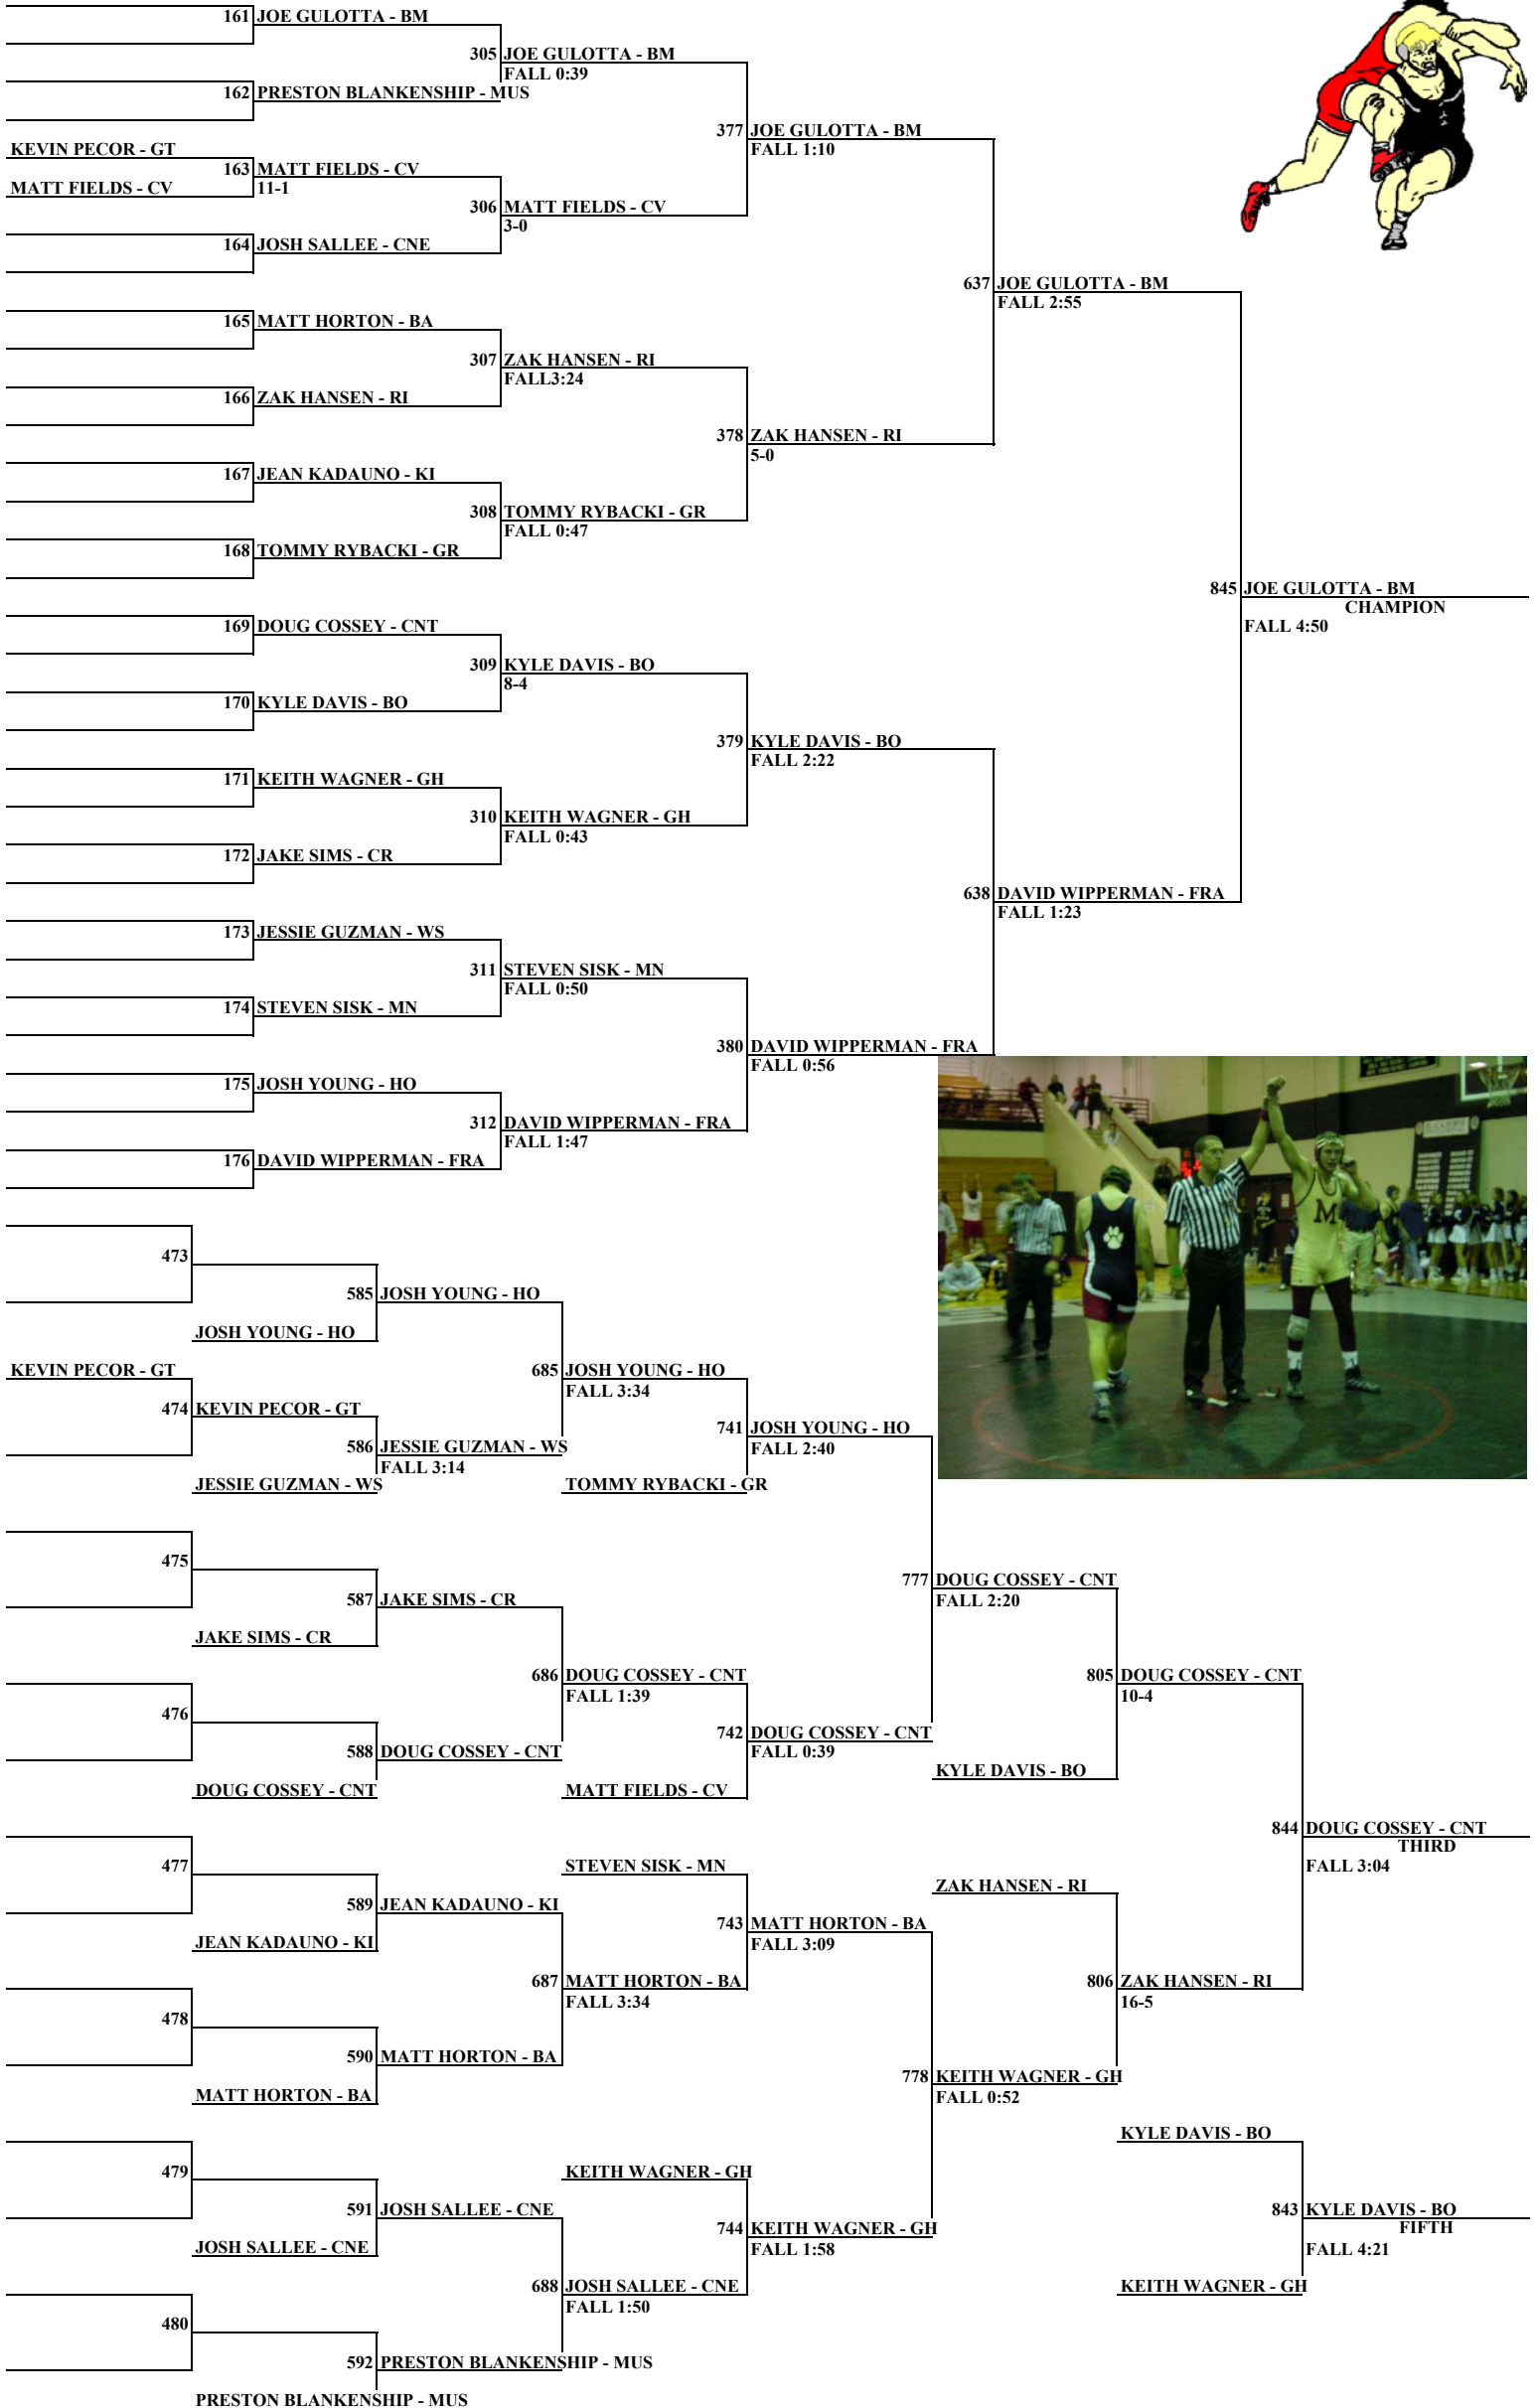 161 JOE GULOTTA - BM
305 JOE GULOTTA - BM
FALL 0:39
162 PRESTON BLANKENSHIP - MUS
377 JOE GULOTTA - BM
FALL 1:10
KEVIN PECOR - GT
163 MATT FIELDS - CV
MATT FIELDS - CV
11-1
306 MATT FIELDS - CV
3-0
164 JOSH SALLEE - CNE
637 JOE GULOTTA - BM
FALL 2:55
165 MATT HORTON - BA
307 ZAK HANSEN - RI
FALL3:24
166 ZAK HANSEN - RI
378 ZAK HANSEN - RI
5-0
167 JEAN KADAUNO - KI
308 TOMMY RYBACKI - GR
FALL 0:47
168 TOMMY RYBACKI - GR
845 JOE GULOTTA - BM
CHAMPION
FALL 4:50
169 DOUG COSSEY - CNT
309 KYLE DAVIS - BO
8-4
170 KYLE DAVIS - BO
379 KYLE DAVIS - BO
FALL 2:22
171 KEITH WAGNER - GH
310 KEITH WAGNER - GH
FALL 0:43
172 JAKE SIMS - CR
638 DAVID WIPPERMAN - FRA
FALL 1:23
173 JESSIE GUZMAN - WS
311 STEVEN SISK - MN
FALL 0:50
174 STEVEN SISK - MN
380 DAVID WIPPERMAN - FRA
FALL 0:56
175 JOSH YOUNG - HO
312 DAVID WIPPERMAN - FRA
FALL 1:47
176 DAVID WIPPERMAN - FRA
M
473
585 JOSH YOUNG - HO
JOSH YOUNG - HO
KEVIN PECOR - GT
685 JOSH YOUNG - HO
FALL 3:34
474 KEVIN PECOR - GT
741 JOSH YOUNG - HO
FALL 2:40
586 JESSIE GUZMAN - WS
FALL 3:14
JESSIE GUZMAN - WS
TOMMY RYBACKI - GR
475
777 DOUG COSSEY - CNT
FALL 2:20
587 JAKE SIMS - CR
JAKE SIMS - CR
686 DOUG COSSEY - CNT
FALL 1:39
805 DOUG COSSEY - CNT
10-4
476
742 DOUG COSSEY - CNT
FALL 0:39
588 DOUG COSSEY - CNT
KYLE DAVIS - BO
DOUG COSSEY - CNT
MATT FIELDS - CV
844 DOUG COSSEY - CNT
THIRD
FALL 3:04
477
STEVEN SISK - MN
ZAK HANSEN - RI
589 JEAN KADAUNO - KI
743 MATT HORTON - BA
FALL 3:09
JEAN KADAUNO - KI
687 MATT HORTON - BA
FALL 3:34
806 ZAK HANSEN - RI
16-5
478
590 MATT HORTON - BA
778 KEITH WAGNER - GH
FALL 0:52
MATT HORTON - BA
KYLE DAVIS - BO
479
KEITH WAGNER - GH
591 JOSH SALLEE - CNE
843 KYLE DAVIS - BO
FIFTH
744 KEITH WAGNER - GH
FALL 1:58
FALL 4:21
JOSH SALLEE - CNE
688 JOSH SALLEE - CNE
FALL 1:50
KEITH WAGNER - GH
480
592 PRESTON BLANKENSHIP - MUS
PRESTON BLANKENSHIP - MUS